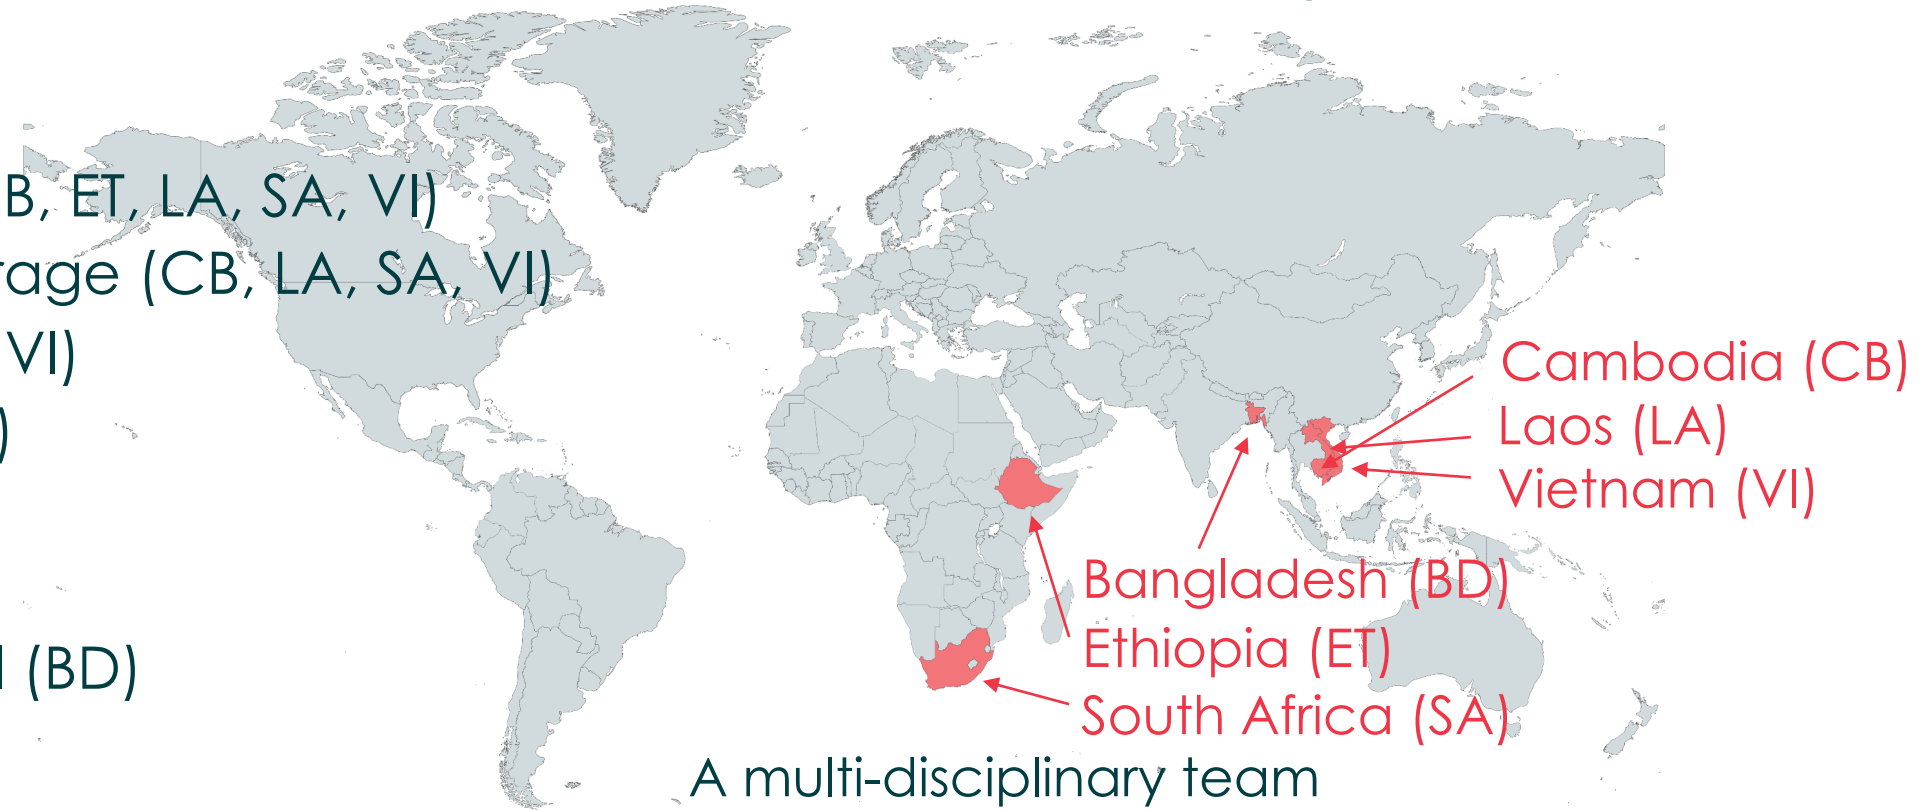 B, ET, LA, SA, VI)
rage (CB, LA, SA, VI)
VI)
)
(BD)
Cambodia (CB)
Laos (LA)
Vietnam (VI)
Bangladesh (BD)
Ethiopia (ET)
South Africa (SA)
A multi-disciplinary team